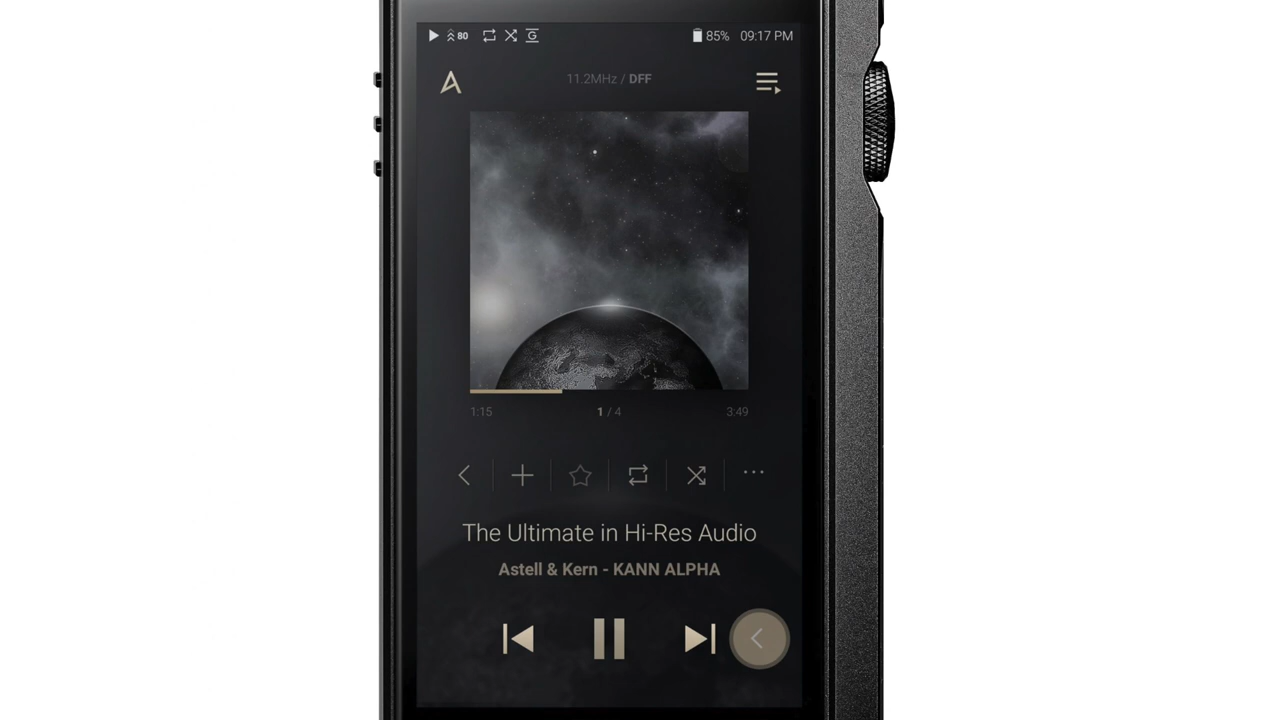 80 G 85% 09:17 PM
11.2MHz / DFF
1:15 1 / 4 3:49
The Ultimate in Hi-Res Audio
Astell & Kern - KANN ALPHA